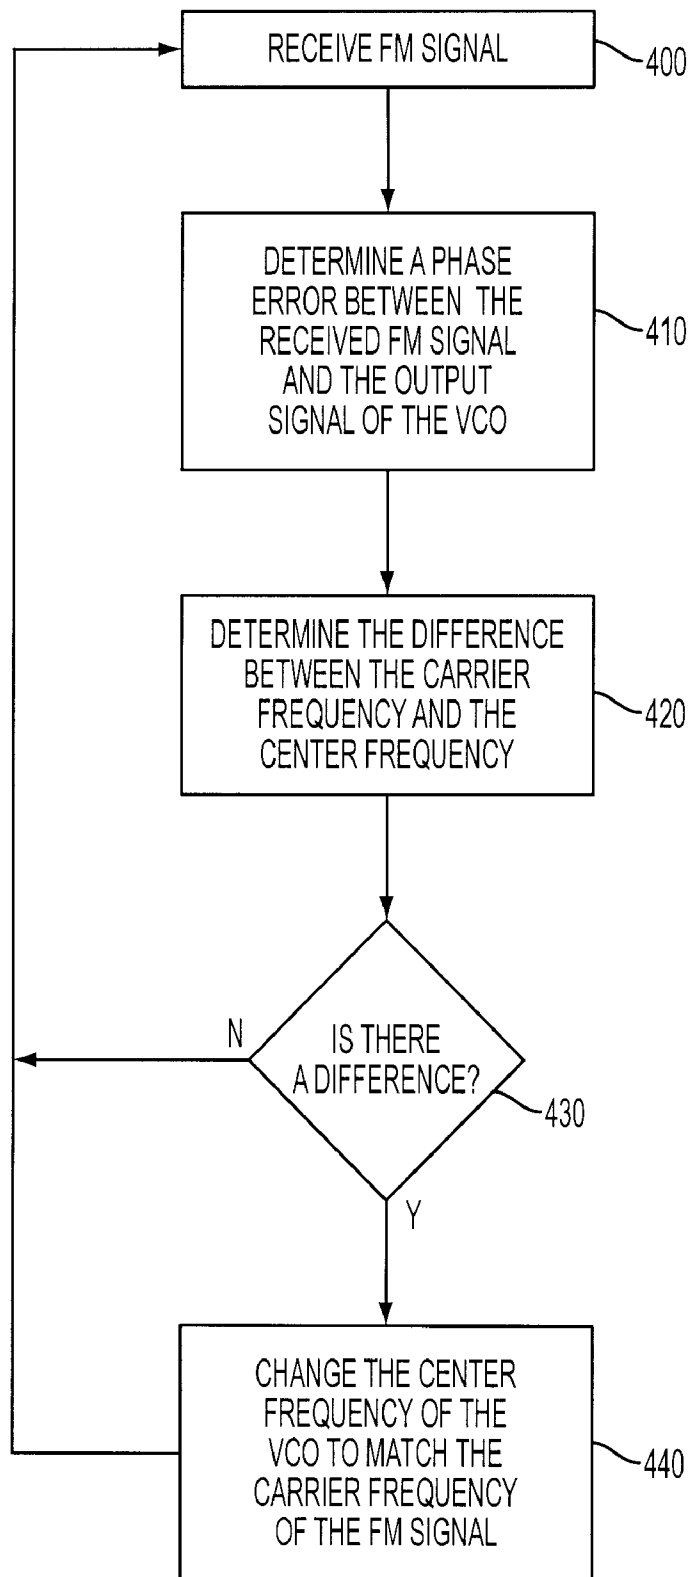 RECEIVE FM SIGNAL
400
DETERMINE A PHASE
ERROR BETWEEN THE
RECEIVED FM SIGNAL
AND THE OUTPUT
SIGNAL OF THE VCO
410
DETERMINE THE DIFFERENCE
BETWEEN THE CARRIER
FREQUENCY AND THE
CENTER FREQUENCY
420
N
IS THERE
A DIFFERENCE?
430
Y
CHANGE THE CENTER
FREQUENCY OF THE
VCO TO MATCH THE
CARRIER FREQUENCY
OF THE FM SIGNAL
440